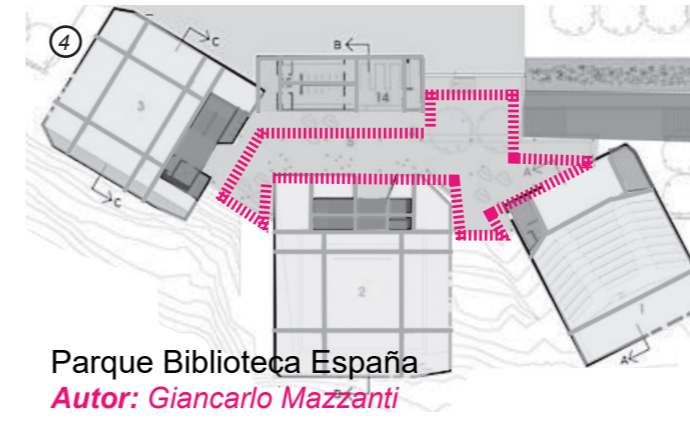 4
C
B
3
14
5
A
C
2
1
A
B
Parque Biblioteca España
Autor: Giancarlo Mazzanti